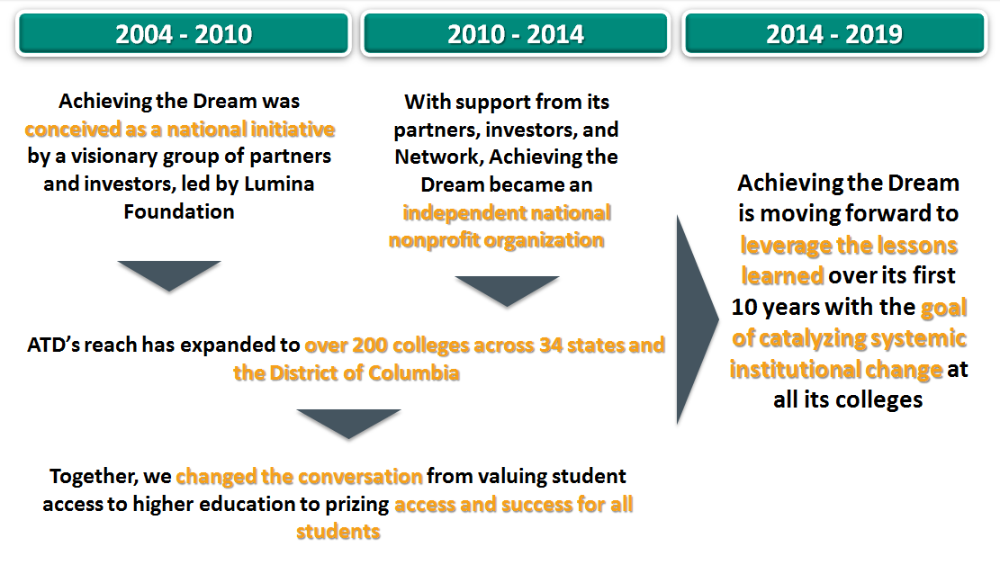 2004 - 2010
2010 - 2014
2014 - 2019
Achieving the Dream was
conceived as a national initiative
by a visionary group of partners
and investors, led by Lumina
Foundation
With support from its
partners, investors, and
Network, Achieving the
Dream became an
independent national
nonprofit organization
ATD’s reach has expanded to over 200 colleges across 34 states and
the District of Columbia
Together, we changed the conversation from valuing student
access to higher education to prizing access and success for all
students
Achieving the Dream
is moving forward to
leverage the lessons
learned over its first
10 years with the goal
of catalyzing systemic
institutional change at
all its colleges